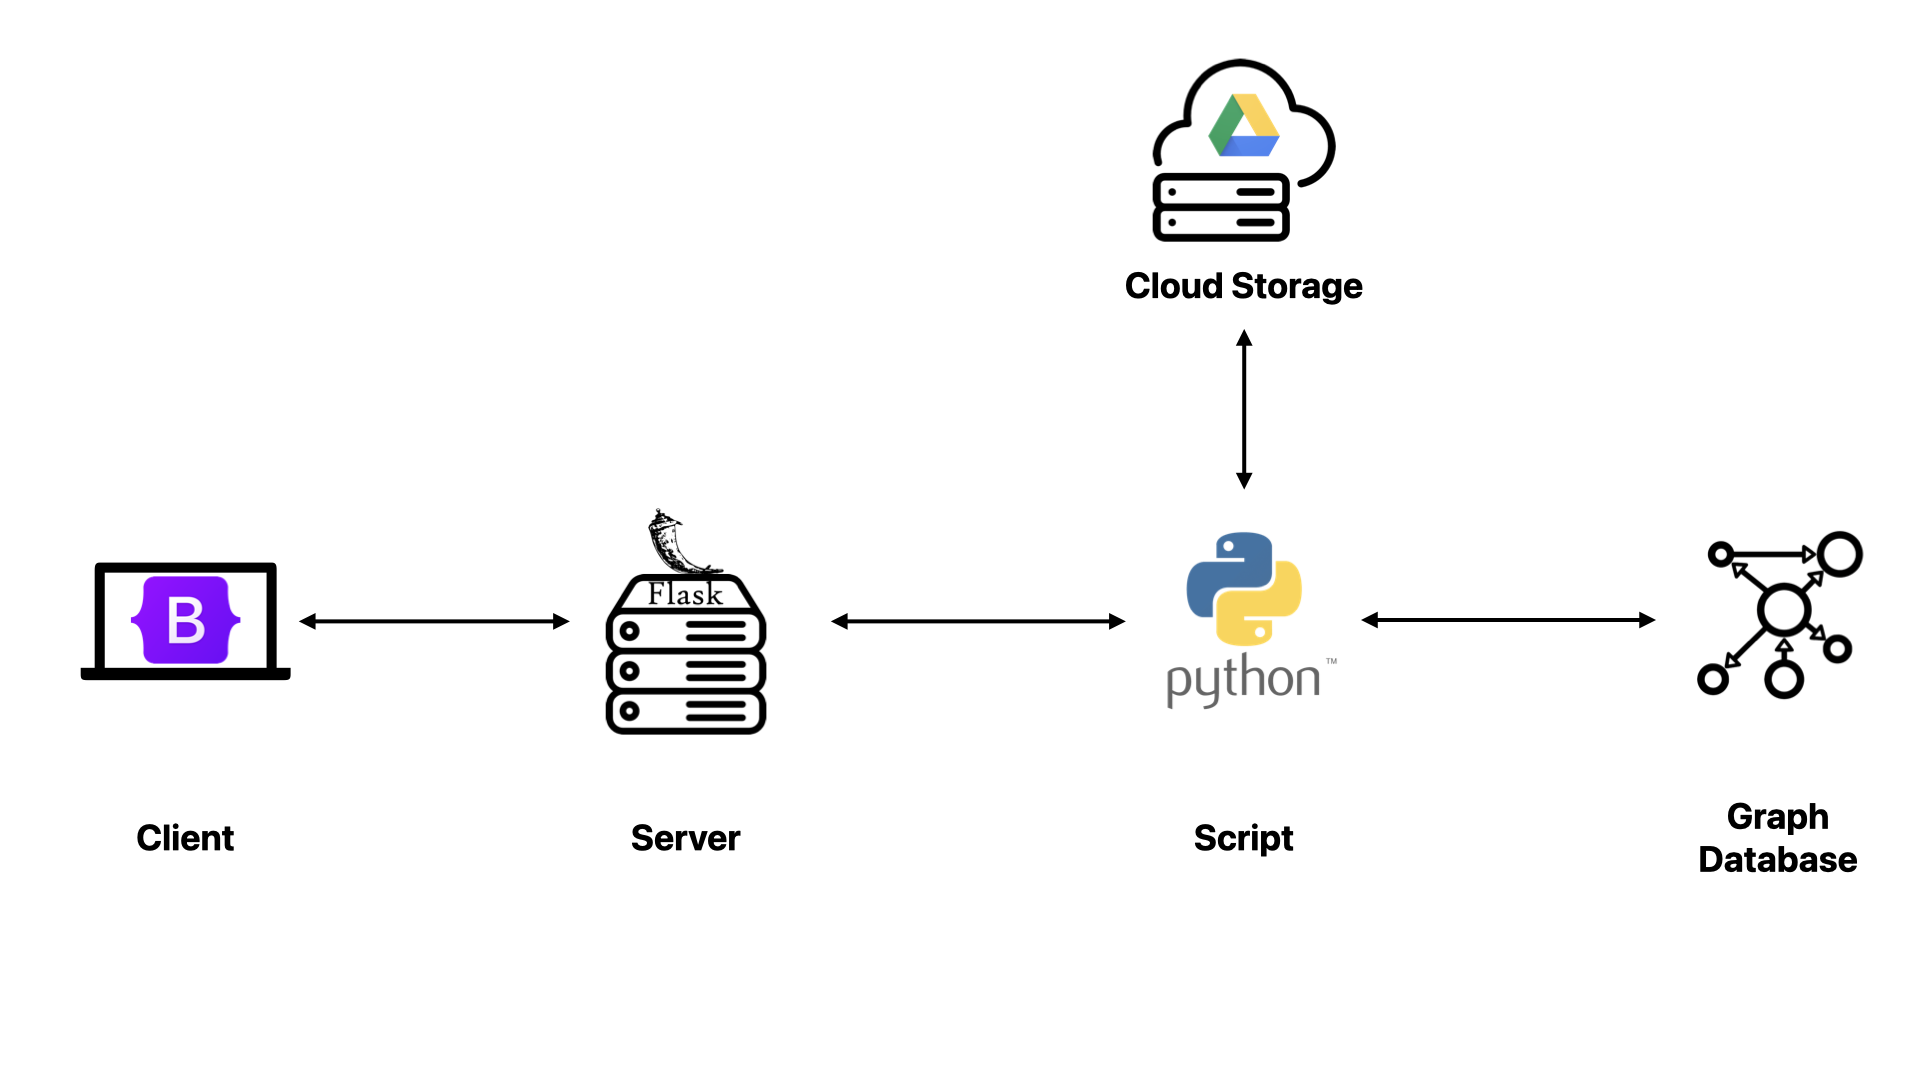 Cloud Storage
B
Flask
python™
Client
Server
Script
Graph
Database